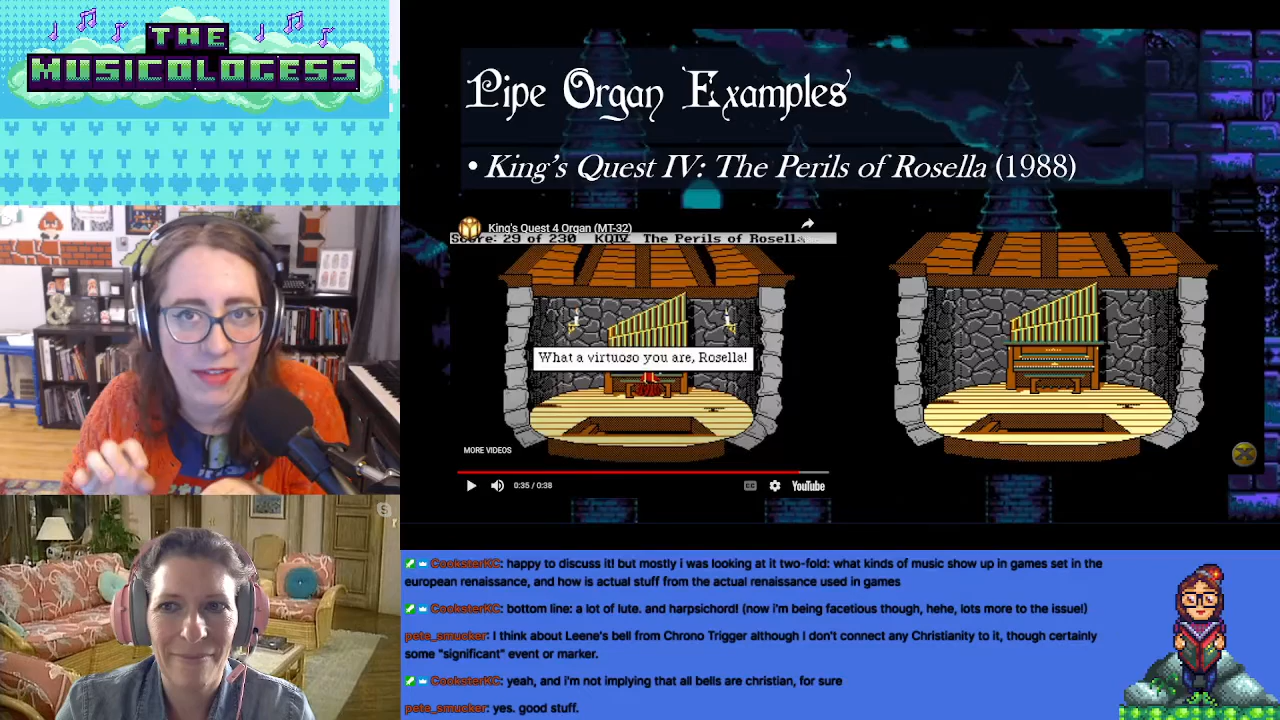 THE
MUSICOLOGESS
Pipe Organ Examples
• King's Quest IV: The Perils of Rosella (1988)
King's Quest 4 Organ (MT-32)
Score: 29 of 230 KQIV The Perils of Rosella
What a virtuoso you are, Rosella!
MORE VIDEOS
0:35 / 0:38
CC
YouTube
CooksterKC: happy to discuss it! but mostly i was looking at it two-fold: what kinds of music show up in games set in the
european renaissance, and how is actual stuff from the actual renaissance used in games
CooksterKC: bottom line: a lot of lute. and harpsichord! (now i'm being facetious though, hehe, lots more to the issue!)
pete_smucker: I think about Leene's bell from Chrono Trigger although I don't connect any Christianity to it, though certainly
some "significant" event or marker.
CooksterKC: yeah, and i'm not implying that all bells are christian, for sure
pete_smucker: yes. good stuff.